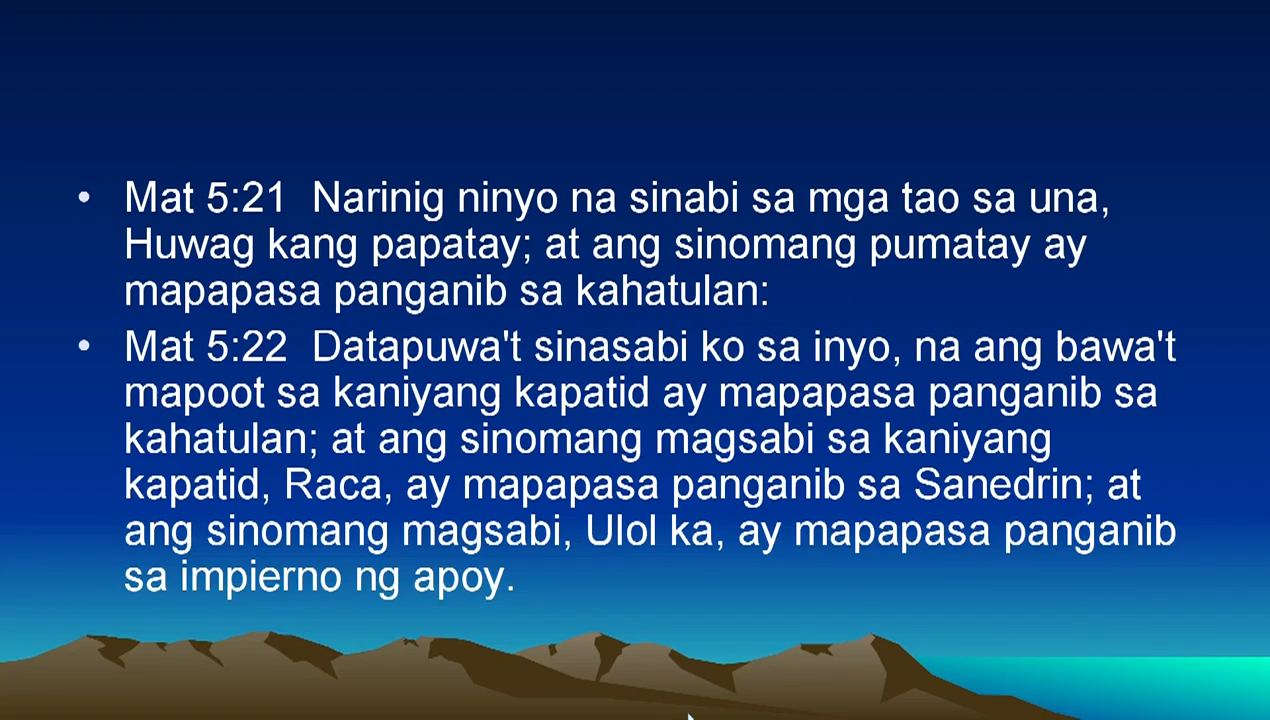 • Mat 5:21  Narinig ninyo na sinabi sa mga tao sa una,
Huwag kang papatay; at ang sinomang pumatay ay
mapapasa panganib sa kahatulan:
• Mat 5:22  Datapuwa't sinasabi ko sa inyo, na ang bawa't
mapoot sa kaniyang kapatid ay mapapasa panganib sa
kahatulan; at ang sinomang magsabi sa kaniyang
kapatid, Raca, ay mapapasa panganib sa Sanedrin; at
ang sinomang magsabi, Ulol ka, ay mapapasa panganib
sa impierno ng apoy.